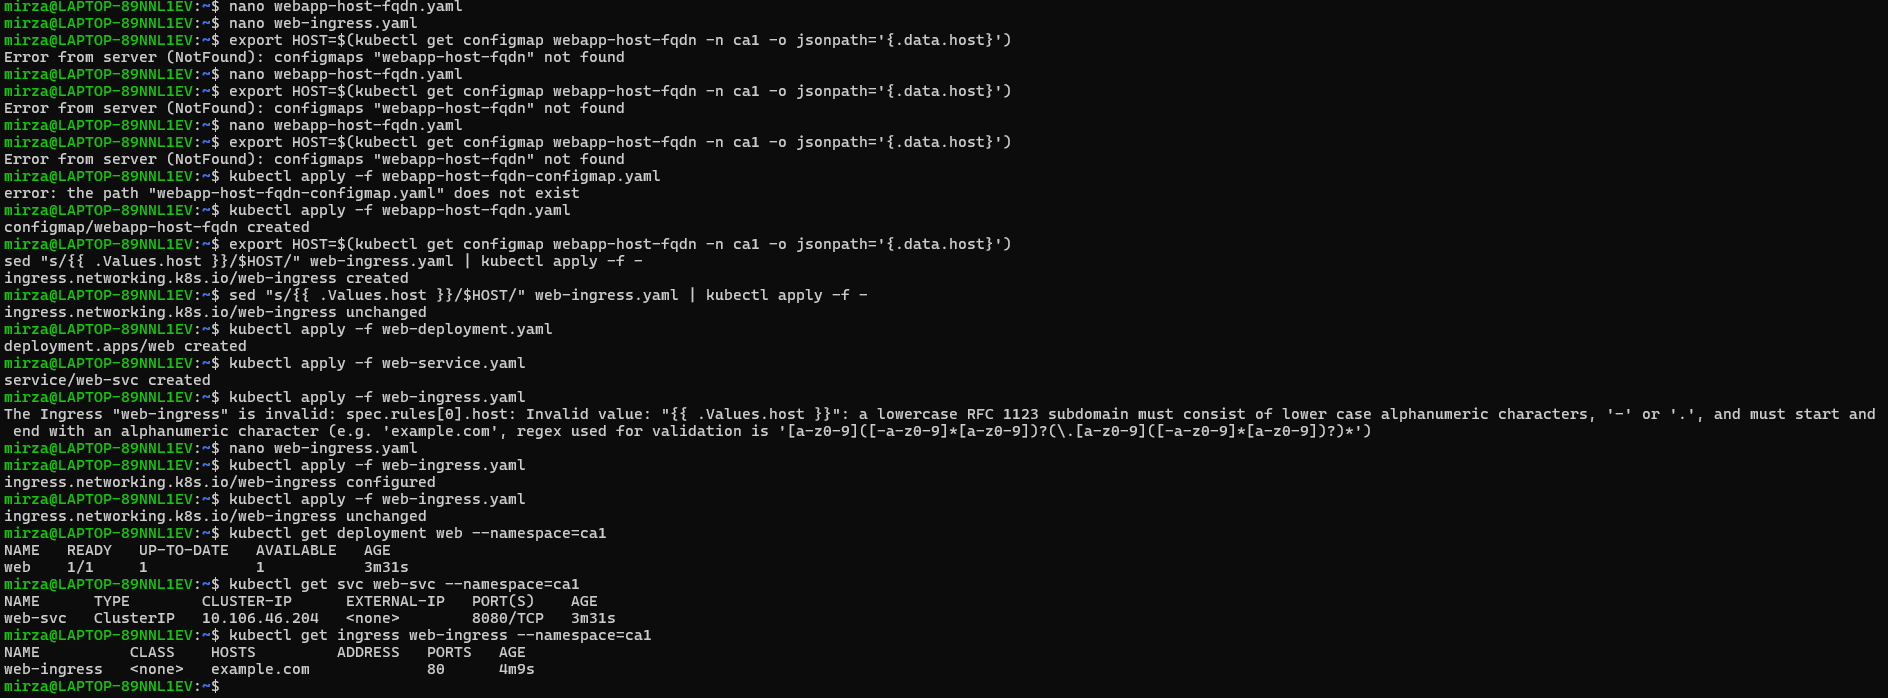 mirza@LAPTOP-89NNL1EV:~$ nano webapp-host-fqdn.yaml
mirza@LAPTOP-89NNL1EV:~$ nano web-ingress.yaml
mirza@LAPTOP-89NNL1EV:~$ export HOST=$(kubectl get configmap webapp-host-fqdn -n ca1 -o jsonpath='{.data.host}')
Error from server (NotFound): configmaps "webapp-host-fqdn" not found
mirza@LAPTOP-89NNL1EV:~$ nano webapp-host-fqdn.yaml
mirza@LAPTOP-89NNL1EV:~$ export HOST=$(kubectl get configmap webapp-host-fqdn -n ca1 -o jsonpath='{.data.host}')
Error from server (NotFound): configmaps "webapp-host-fqdn" not found
mirza@LAPTOP-89NNL1EV:~$ nano webapp-host-fqdn.yaml
mirza@LAPTOP-89NNL1EV:~$ export HOST=$(kubectl get configmap webapp-host-fqdn -n ca1 -o jsonpath='{.data.host}')
Error from server (NotFound): configmaps "webapp-host-fqdn" not found
mirza@LAPTOP-89NNL1EV:~$ kubectl apply -f webapp-host-fqdn-configmap.yaml
error: the path "webapp-host-fqdn-configmap.yaml" does not exist
mirza@LAPTOP-89NNL1EV:~$ kubectl apply -f webapp-host-fqdn.yaml
configmap/webapp-host-fqdn created
mirza@LAPTOP-89NNL1EV:~$ export HOST=$(kubectl get configmap webapp-host-fqdn -n ca1 -o jsonpath='{.data.host}')
sed "s/{{ .Values.host }}/$HOST/" web-ingress.yaml | kubectl apply -f -
ingress.networking.k8s.io/web-ingress created
mirza@LAPTOP-89NNL1EV:~$ sed "s/{{ .Values.host }}/$HOST/" web-ingress.yaml | kubectl apply -f -
ingress.networking.k8s.io/web-ingress unchanged
mirza@LAPTOP-89NNL1EV:~$ kubectl apply -f web-deployment.yaml
deployment.apps/web created
mirza@LAPTOP-89NNL1EV:~$ kubectl apply -f web-service.yaml
service/web-svc created
mirza@LAPTOP-89NNL1EV:~$ kubectl apply -f web-ingress.yaml
The Ingress "web-ingress" is invalid: spec.rules[0].host: Invalid value: "{{ .Values.host }}": a lowercase RFC 1123 subdomain must consist of lower case alphanumeric characters, '-' or '.', and must start and
 end with an alphanumeric character (e.g. 'example.com', regex used for validation is '[a-z0-9]([-a-z0-9]*[a-z0-9])?(\.[a-z0-9]([-a-z0-9]*[a-z0-9])?)*')
mirza@LAPTOP-89NNL1EV:~$ nano web-ingress.yaml
mirza@LAPTOP-89NNL1EV:~$ kubectl apply -f web-ingress.yaml
ingress.networking.k8s.io/web-ingress configured
mirza@LAPTOP-89NNL1EV:~$ kubectl apply -f web-ingress.yaml
ingress.networking.k8s.io/web-ingress unchanged
mirza@LAPTOP-89NNL1EV:~$ kubectl get deployment web --namespace=ca1
NAME   READY   UP-TO-DATE   AVAILABLE   AGE
web    1/1     1            1           3m31s
mirza@LAPTOP-89NNL1EV:~$ kubectl get svc web-svc --namespace=ca1
NAME      TYPE        CLUSTER-IP      EXTERNAL-IP   PORT(S)    AGE
web-svc   ClusterIP   10.106.46.204   <none>        8080/TCP   3m31s
mirza@LAPTOP-89NNL1EV:~$ kubectl get ingress web-ingress --namespace=ca1
NAME          CLASS    HOSTS         ADDRESS   PORTS   AGE
web-ingress   <none>   example.com             80      4m9s
mirza@LAPTOP-89NNL1EV:~$